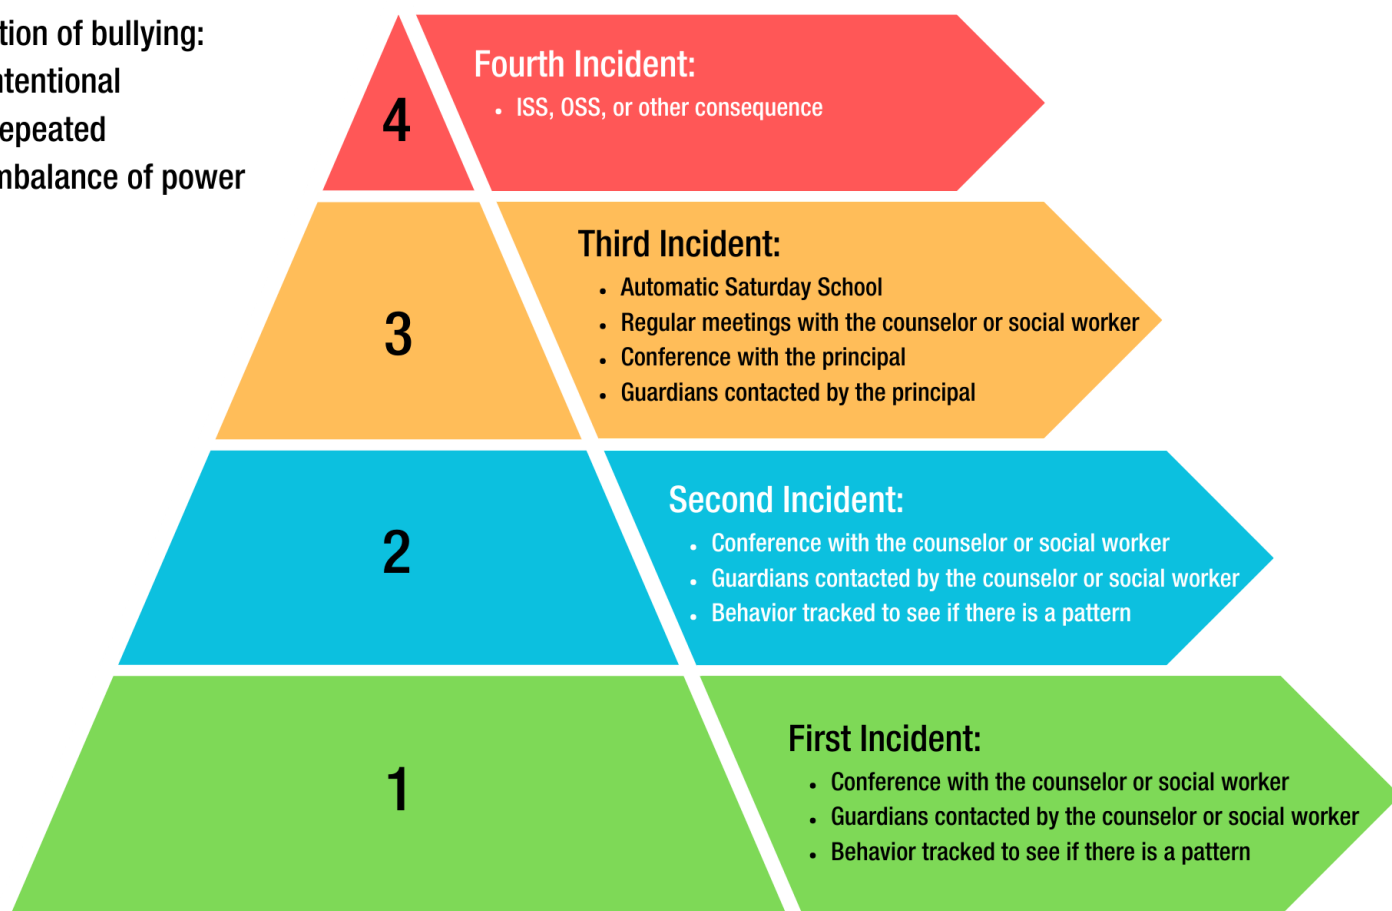 tion of bullying:
ntentional
epeated
mbalance of power
4
Fourth Incident:
• ISS, OSS, or other consequence
3
Third Incident:
• Automatic Saturday School
• Regular meetings with the counselor or social worker
• Conference with the principal
• Guardians contacted by the principal
2
Second Incident:
• Conference with the counselor or social worker
• Guardians contacted by the counselor or social worker
• Behavior tracked to see if there is a pattern
1
First Incident:
• Conference with the counselor or social worker
• Guardians contacted by the counselor or social worker
• Behavior tracked to see if there is a pattern